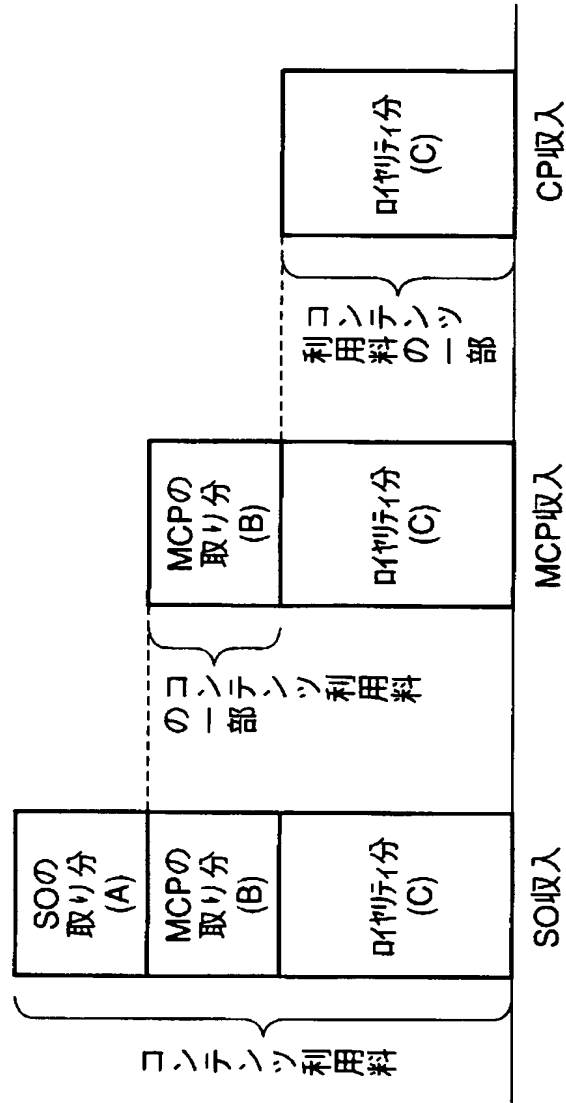 コンテンツ利用料
SOの
取り分
(A)
MCPの
取り分
(B)
ロイヤリティ分
(C)
SO収入
コンテンツ利用料
の一部
MCPの
取り分
(B)
ロイヤリティ分
(C)
MCP収入
コンテンツ
利用料の一部
ロイヤリティ分
(C)
CP収入